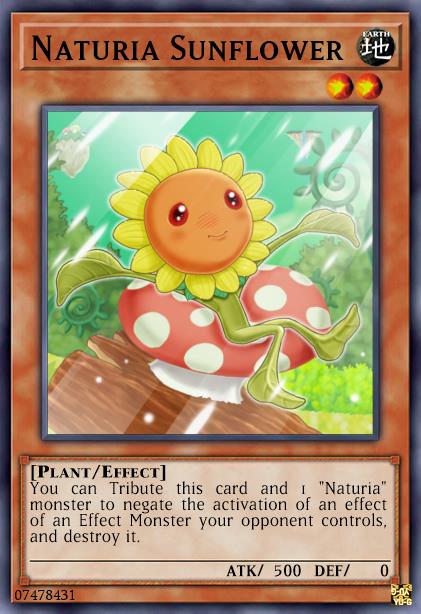 NATURIA SUNFLOWER
EARTH
地
[PLANT/EFFECT]
You can Tribute this card and 1 "Naturia"
monster to negate the activation of an effect
of an Effect Monster your opponent controls,
and destroy it.
ATK/ 500 DEF/ 0
07478431